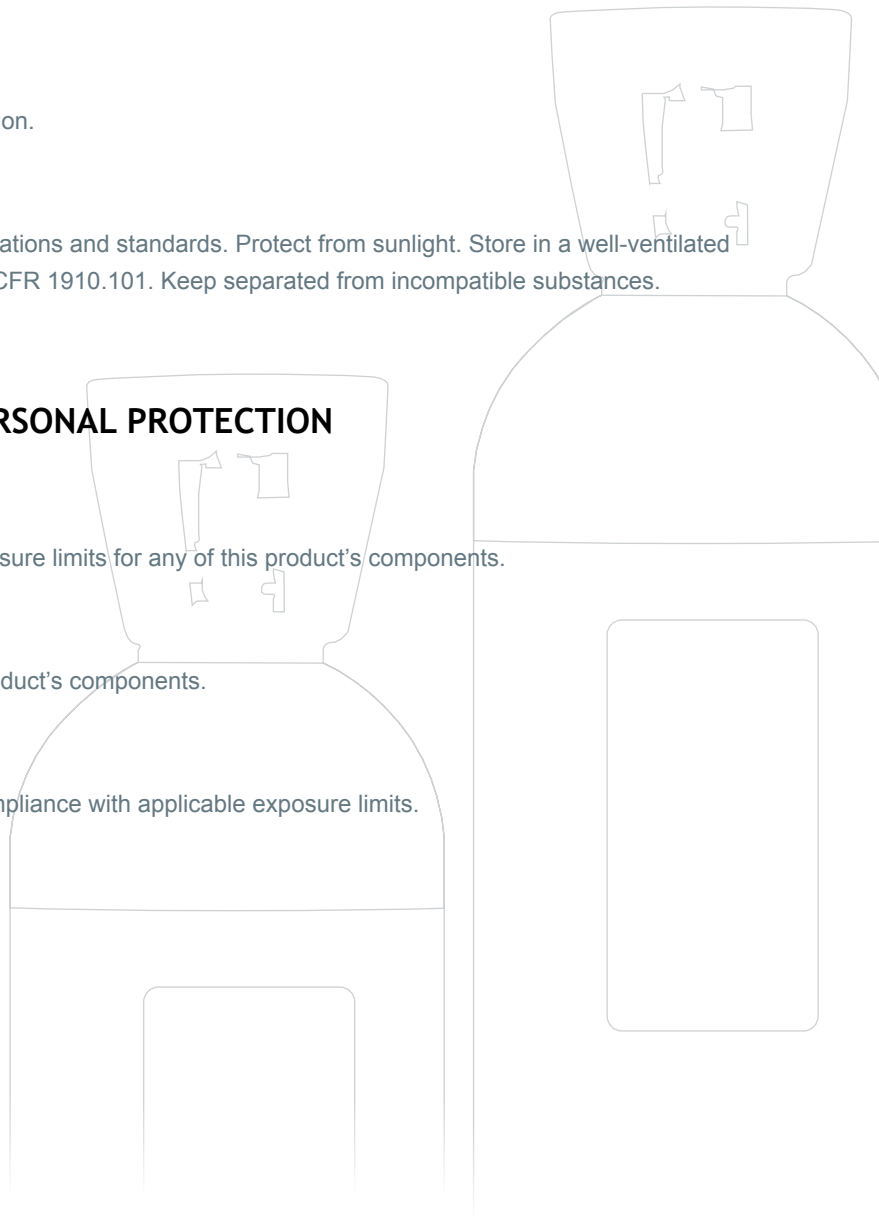 on.
ations and standards. Protect from sunlight. Store in a well-ventilated
CFR 1910.101. Keep separated from incompatible substances.
RSONAL PROTECTION
sure limits for any of this product’s components.
duct’s components.
mpliance with applicable exposure limits.